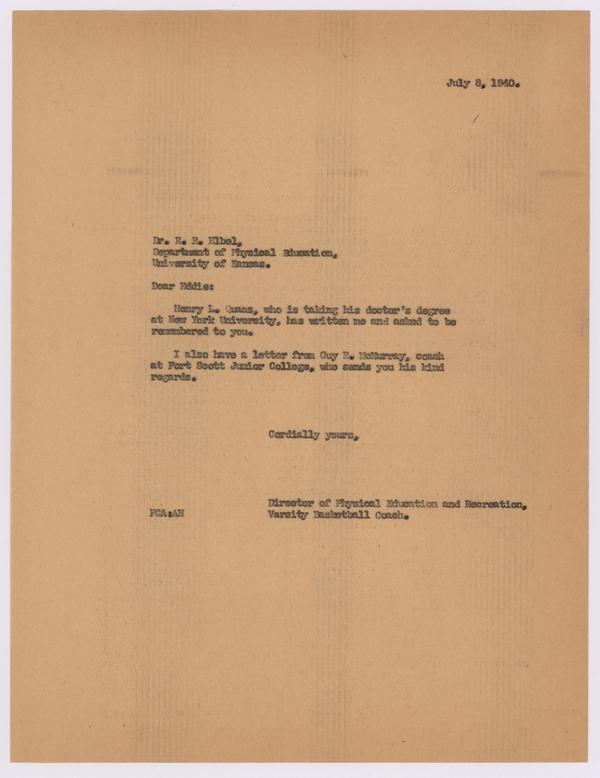 July 8, 1940.
Dr. E. R. Elbel,
Department of Physical Education,
University of Kansas.
Dear Eddie:
Henry L. Quans, who is taking his doctor's degree
at New York University, has written me and asked to be
remembered to you.
I also have a letter from Guy R. McMurray, coach
at Fort Scott Junior College, who sends you his kind
regards.
Cordially yours,
Director of Physical Education and Recreation,
FCA:AH Varsity Basketball Coach.